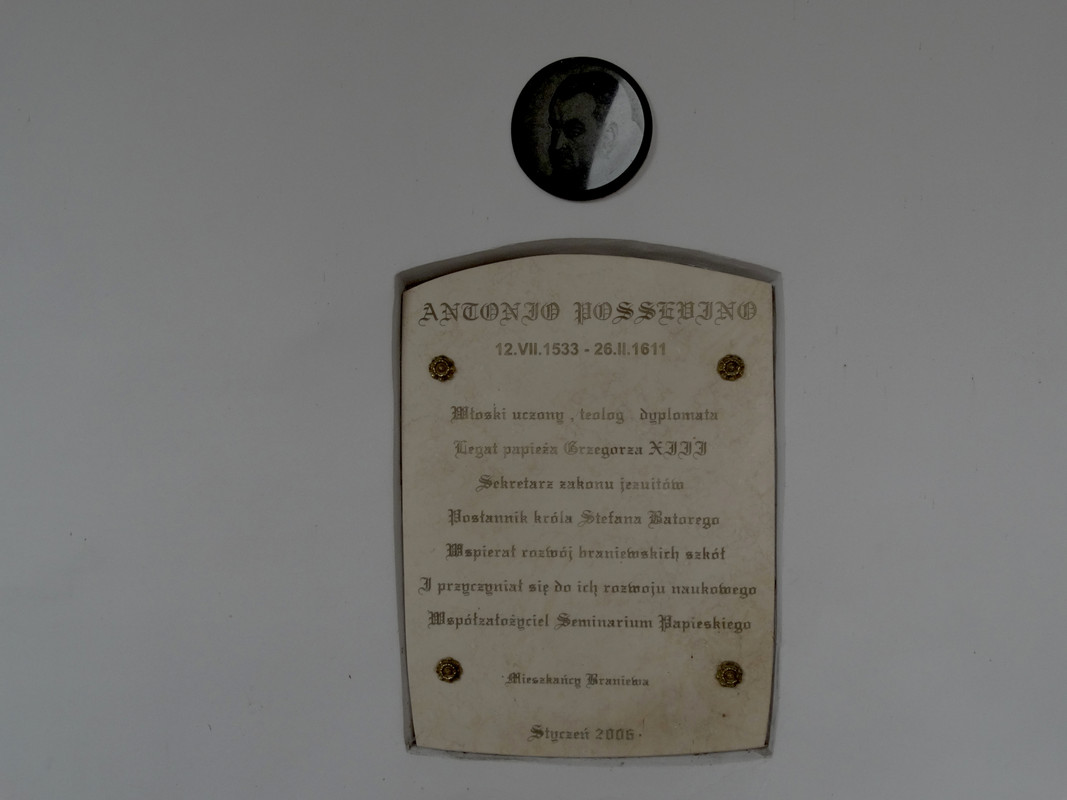 ANTONIO POSSEVINO
12.VII.1533 - 26.II.1611
Włoski uczony , teolog dyplomata
Legat papieża Grzegorza XIII
Sekretarz zakonu jezuitów
Posłannik króla Stefana Batorego
Wspierał rozwój braniewskich szkół
I przyczyniał się do ich rozwoju naukowego
Współzałożyciel Seminarium Papieskiego
Mieszkańcy Braniewa
Styczeń 2006